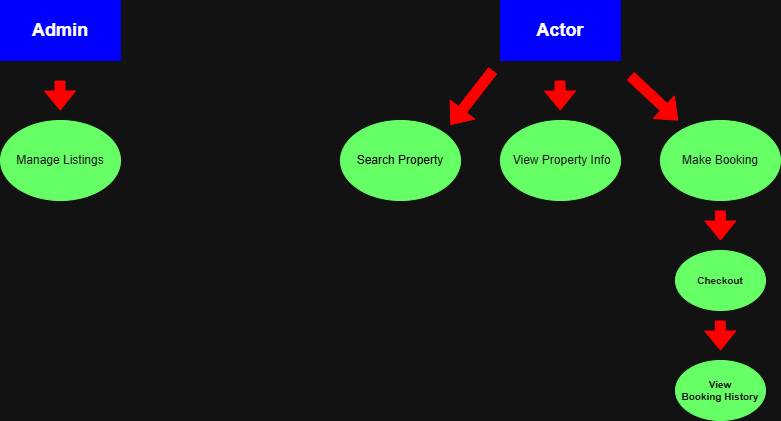 Admin
Actor
Manage Listings
Search Property
View Property Info
Make Booking
Checkout
View
Booking History